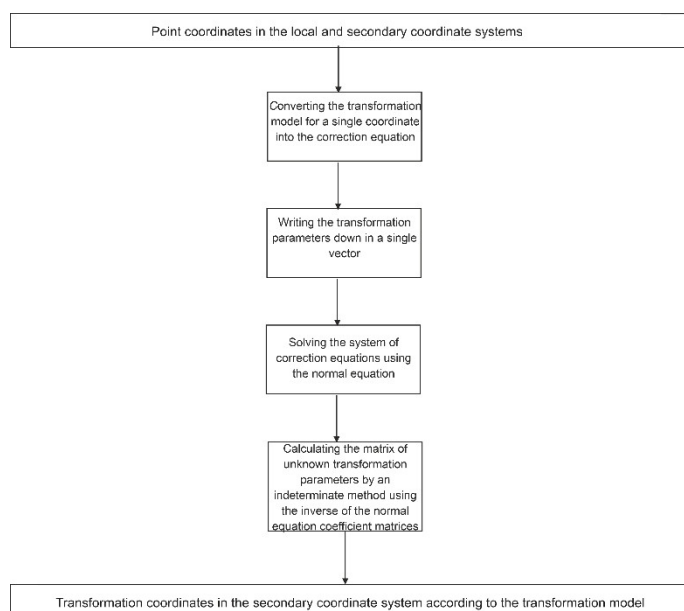 Point coordinates in the local and secondary coordinate systems
Converting the transformation
model for a single coordinate
into the correction equation
Writing the transformation
parameters down in a single
vector
Solving the system of
correction equations using
the normal equation
Calculating the matrix of
unknown transformation
parameters by an
indeterminate method using
the inverse of the normal
equation coefficient matrices
Transformation coordinates in the secondary coordinate system according to the transformation model